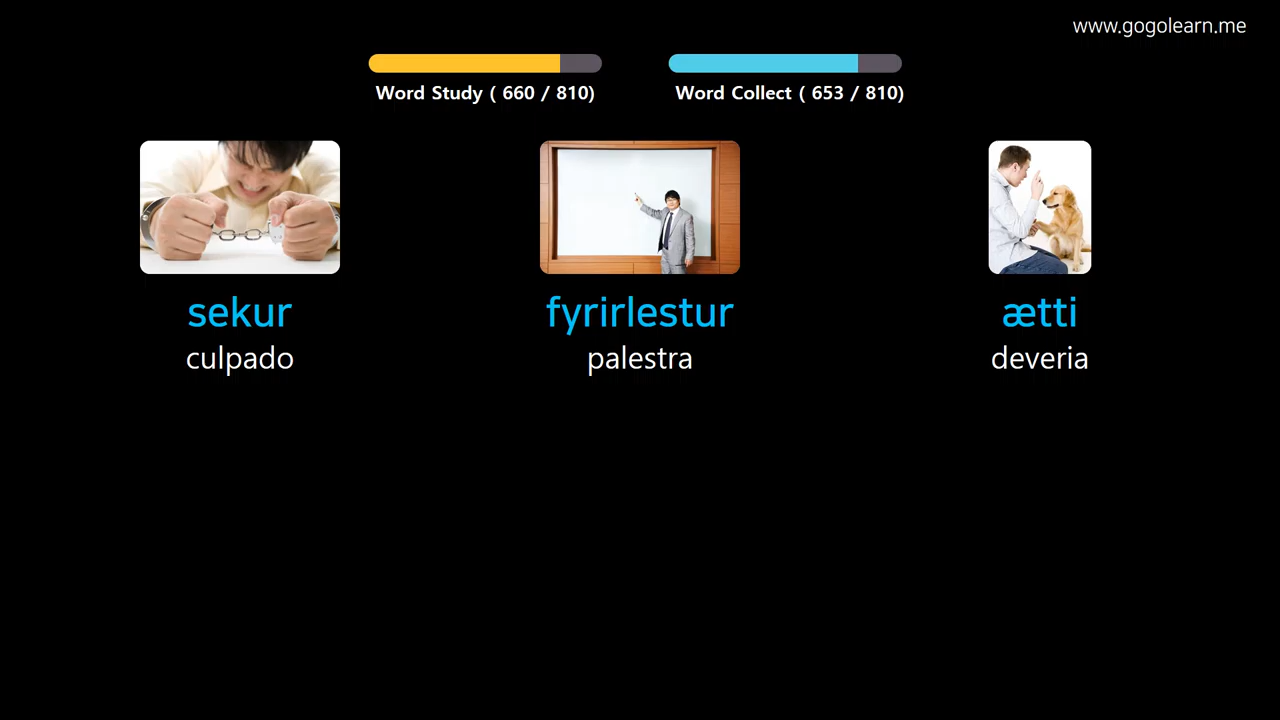 www.gogolearn.me
Word Study ( 660 / 810)
Word Collect ( 653 / 810)
sekur
fyrirlestur
ætti
culpado
palestra
deveria